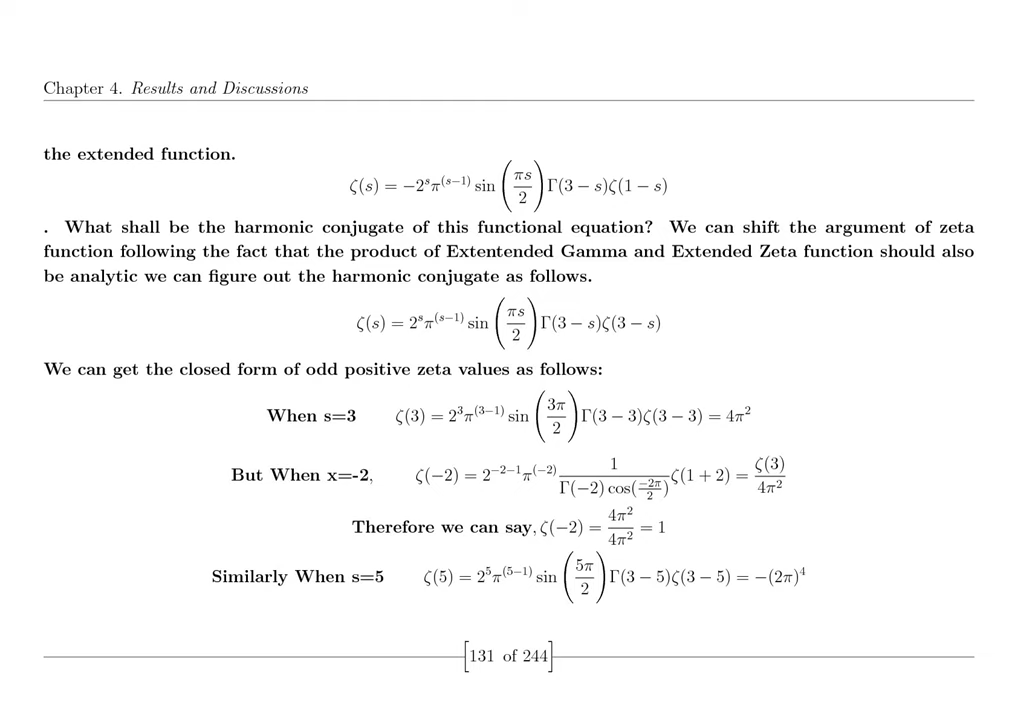 Chapter 4. Results and Discussions
the extended function.
ζ(s) = −2^s π^(s−1) sin(πs/2) Γ(3 − s)ζ(1 − s)
. What shall be the harmonic conjugate of this functional equation? We can shift the argument of zeta
function following the fact that the product of Extentended Gamma and Extended Zeta function should also
be analytic we can figure out the harmonic conjugate as follows.
ζ(s) = 2^s π^(s−1) sin(πs/2) Γ(3 − s)ζ(3 − s)
We can get the closed form of odd positive zeta values as follows:
When s=3 ζ(3) = 2^3 π^(3−1) sin(3π/2) Γ(3 − 3)ζ(3 − 3) = 4π^2
But When x=-2, ζ(−2) = 2^(−2−1) π^(−2) 1/(Γ(−2) cos(−2π/2)) ζ(1 + 2) = ζ(3)/4π^2
Therefore we can say, ζ(−2) = 4π^2/4π^2 = 1
Similarly When s=5 ζ(5) = 2^5 π^(5−1) sin(5π/2) Γ(3 − 5)ζ(3 − 5) = −(2π)^4
[131 of 244]